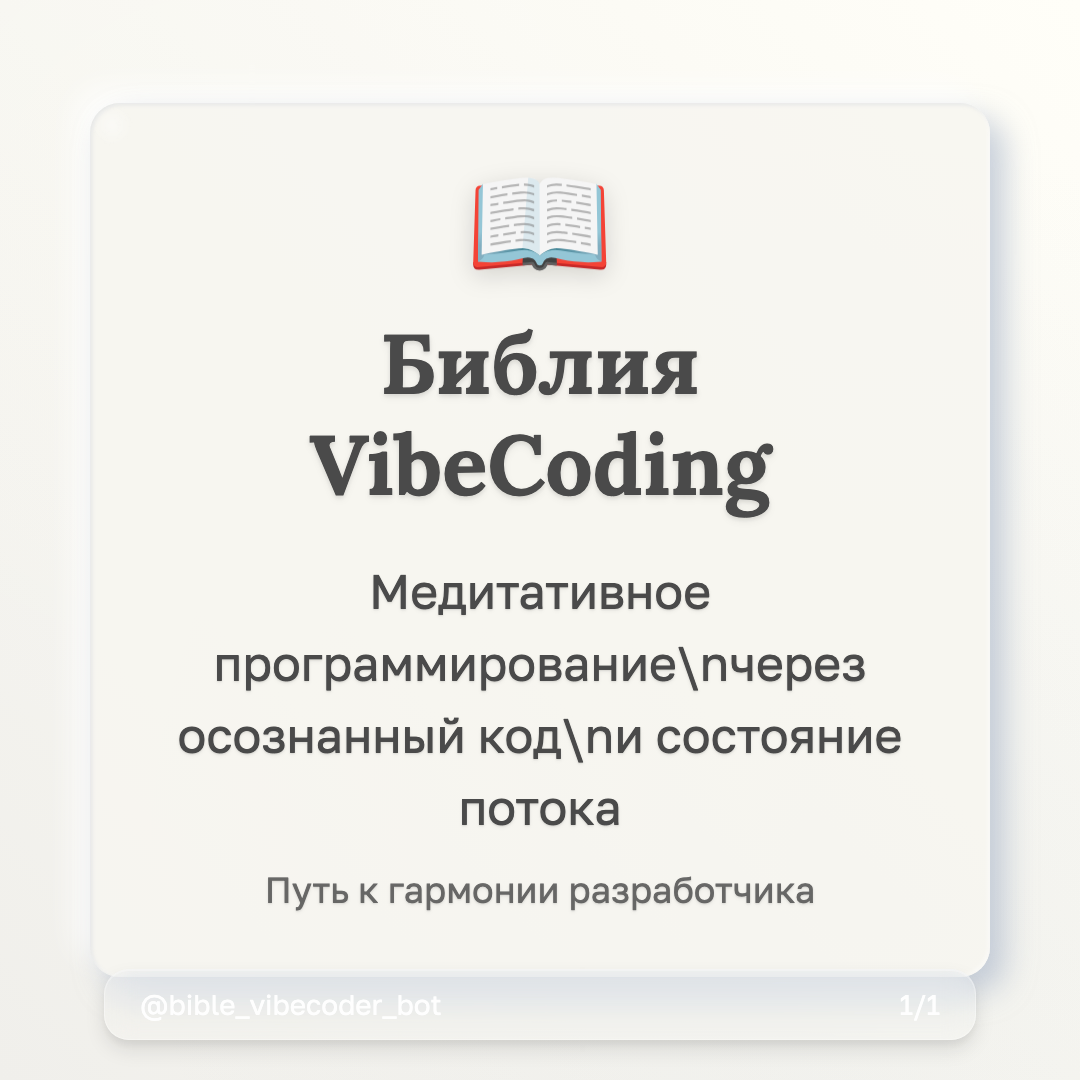 Библия
VibeCoding
Медитативное
программирование\nчерез
осознанный код\nи состояние
потока
Путь к гармонии разработчика
@bible_vibecoder_bot
1/1